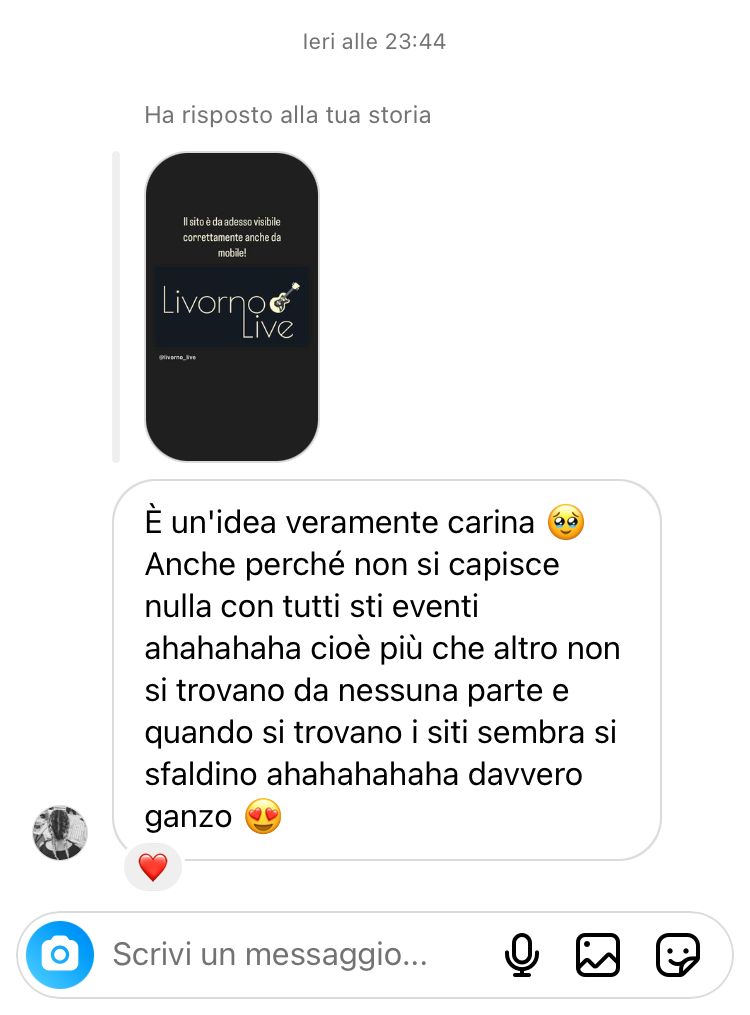 Ieri alle 23:44
Ha risposto alla tua storia
Il sito è da adesso visibile
correttamente anche da
mobile!
Livorno
Live
@livorno_live
È un'idea veramente carina 🥹
Anche perché non si capisce
nulla con tutti sti eventi
ahahahaha cioè più che altro non
si trovano da nessuna parte e
quando si trovano i siti sembra si
sfaldino ahahahahaha davvero
ganzo 😍
❤️
Scrivi un messaggio...